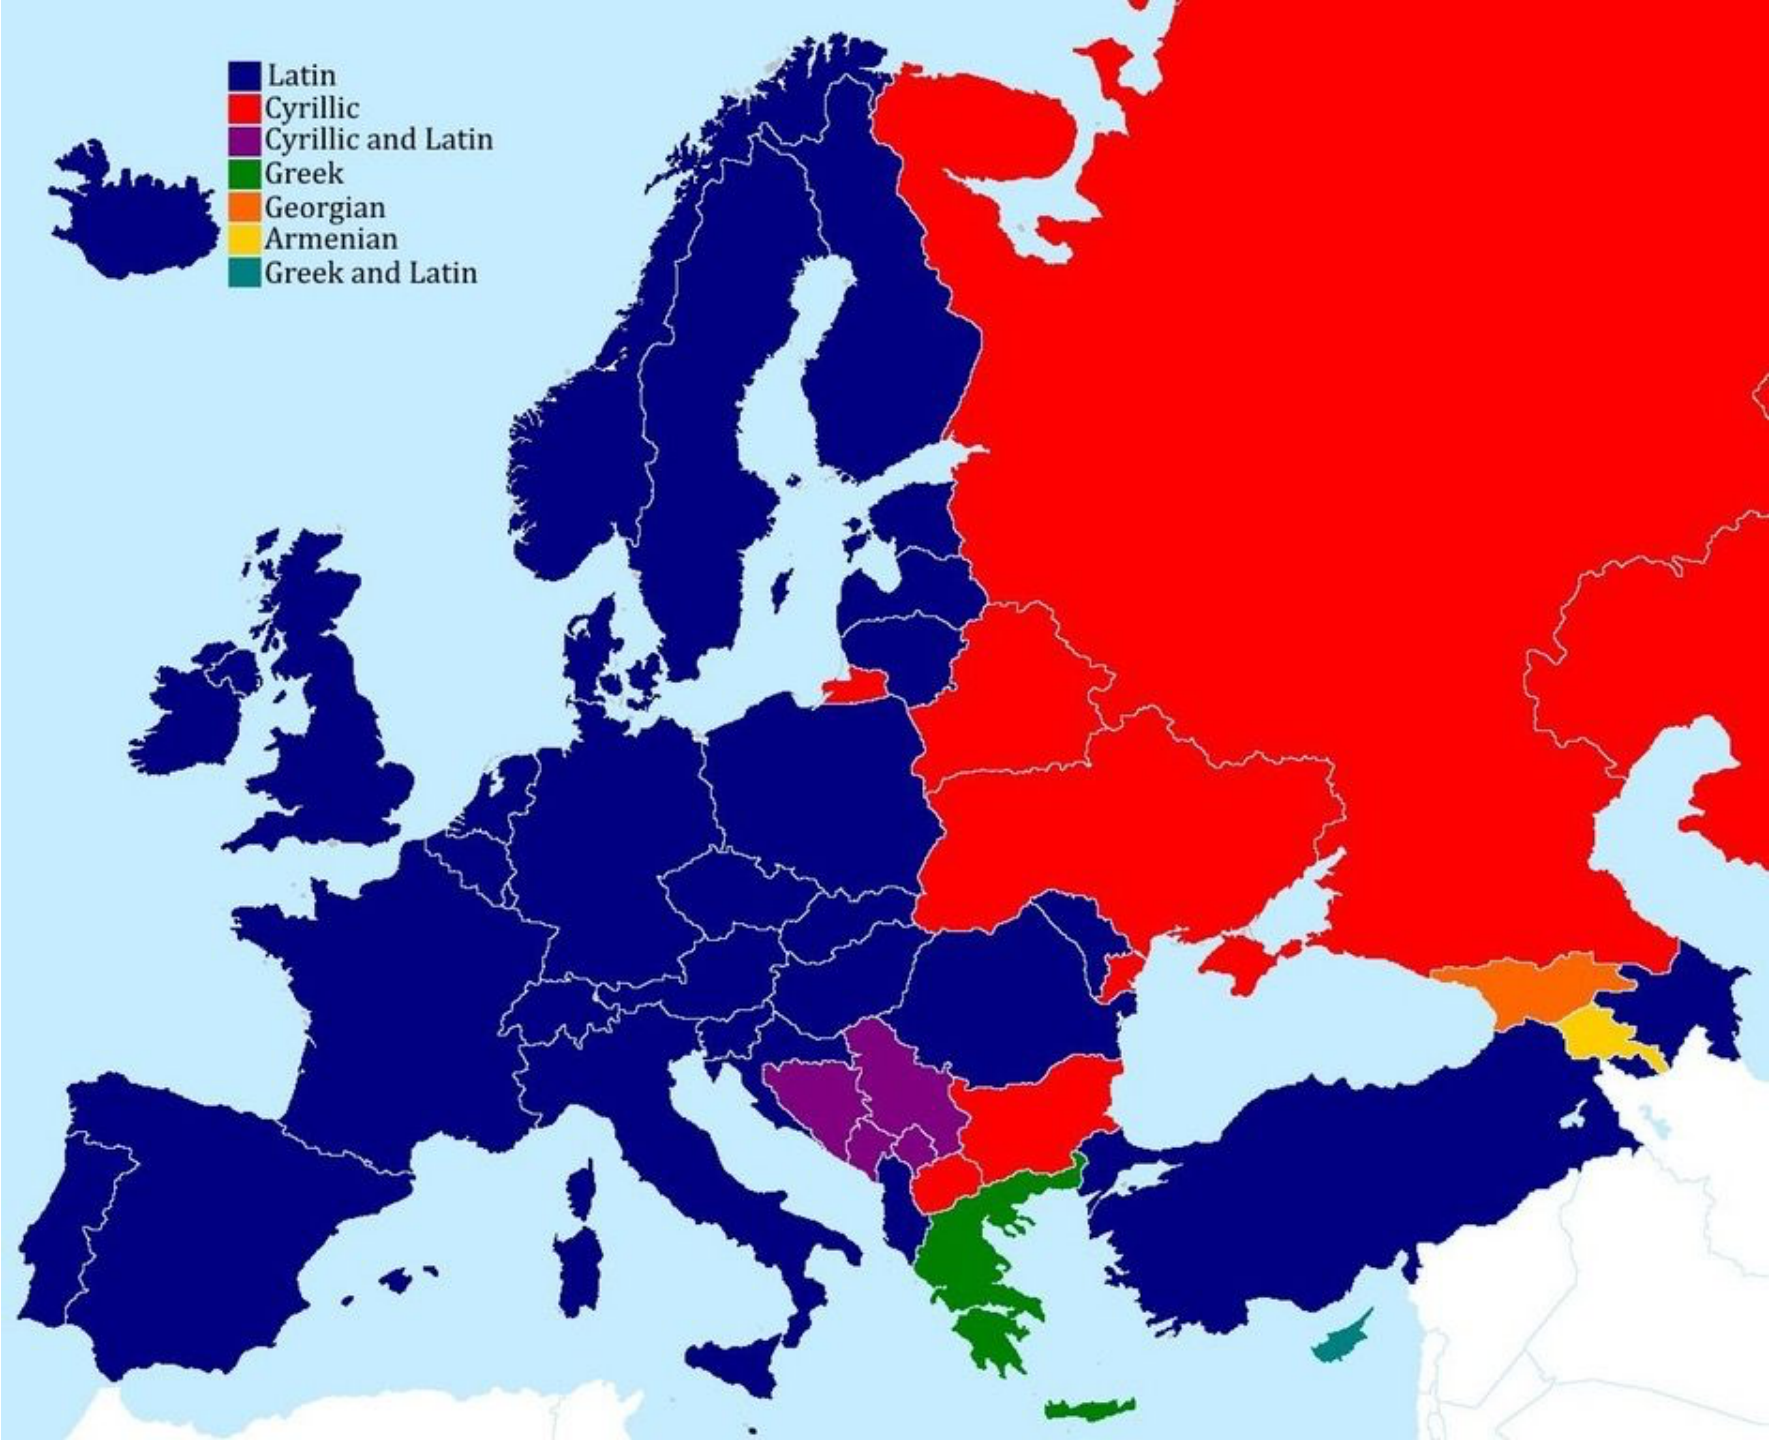 Latin
Cyrillic
Cyrillic and Latin
Greek
Georgian
Armenian
Greek and Latin